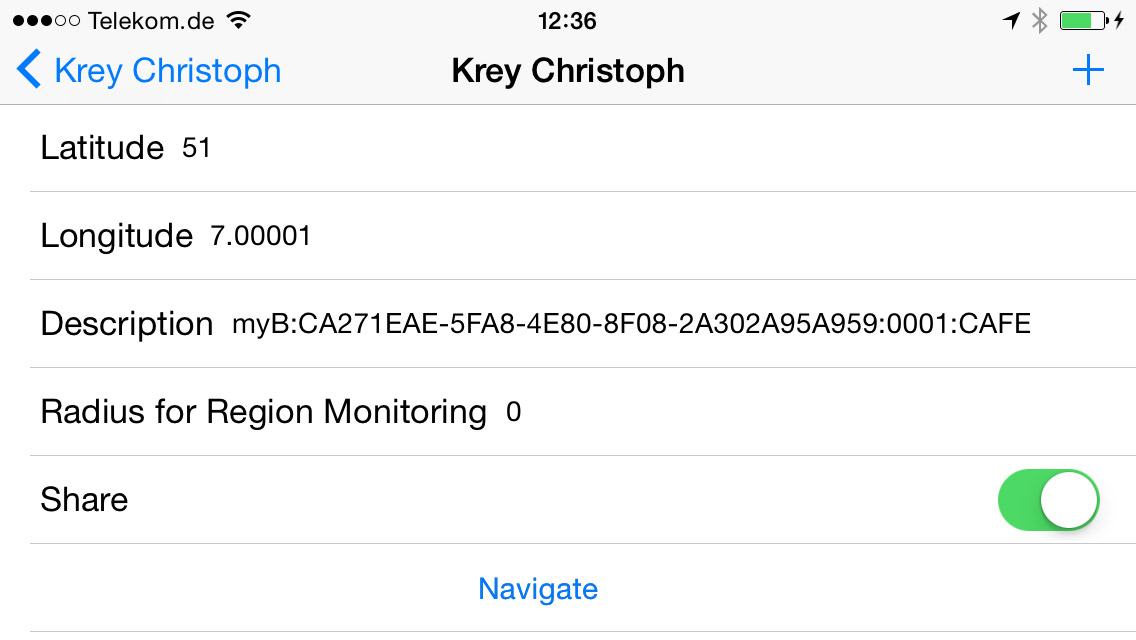 Telekom.de 12:36
Krey Christoph Krey Christoph
Latitude 51
Longitude 7.00001
Description myB:CA271EAE-5FA8-4E80-8F08-2A302A95A959:0001:CAFE
Radius for Region Monitoring 0
Share
Navigate